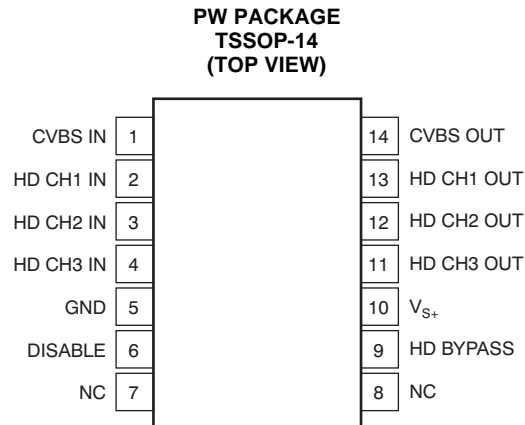 PW PACKAGE
TSSOP-14
(TOP VIEW)
CVBS IN 1 14 CVBS OUT
HD CH1 IN 2 13 HD CH1 OUT
HD CH2 IN 3 12 HD CH2 OUT
HD CH3 IN 4 11 HD CH3 OUT
GND 5 10 VS+
DISABLE 6 9 HD BYPASS
NC 7 8 NC